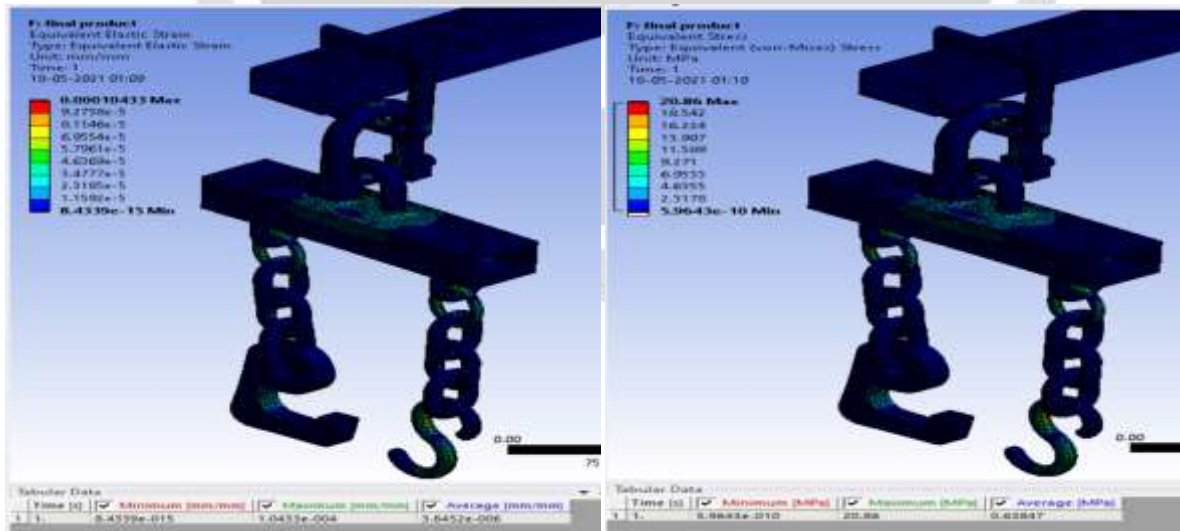 F: final product
Equivalent Elastic Strain
Type: Equivalent Elastic Strain
Unit: mm/mm
Time: 1
10-05-2021 01:09
0.00010433 Max
9.2738e-5
8.1146e-5
6.9554e-5
5.7961e-5
4.6369e-5
3.4777e-5
2.3185e-5
1.1592e-5
8.4339e-15 Min
0.00
75
Tabular Data
Time [s] Minimum [mm/mm] Maximum [mm/mm] Average [mm/mm]
1 1. 8.4339e-015 1.0433e-004 3.6452e-006
F: final product
Equivalent Stress
Type: Equivalent (von-Mises) Stress
Unit: MPa
Time: 1
10-05-2021 01:10
20.86 Max
18.542
16.224
13.907
11.589
9.271
6.9533
4.6355
2.3178
5.9643e-10 Min
0.00
Tabular Data
Time [s] Minimum [MPa] Maximum [MPa] Average [MPa]
1 1. 5.9643e-010 20.86